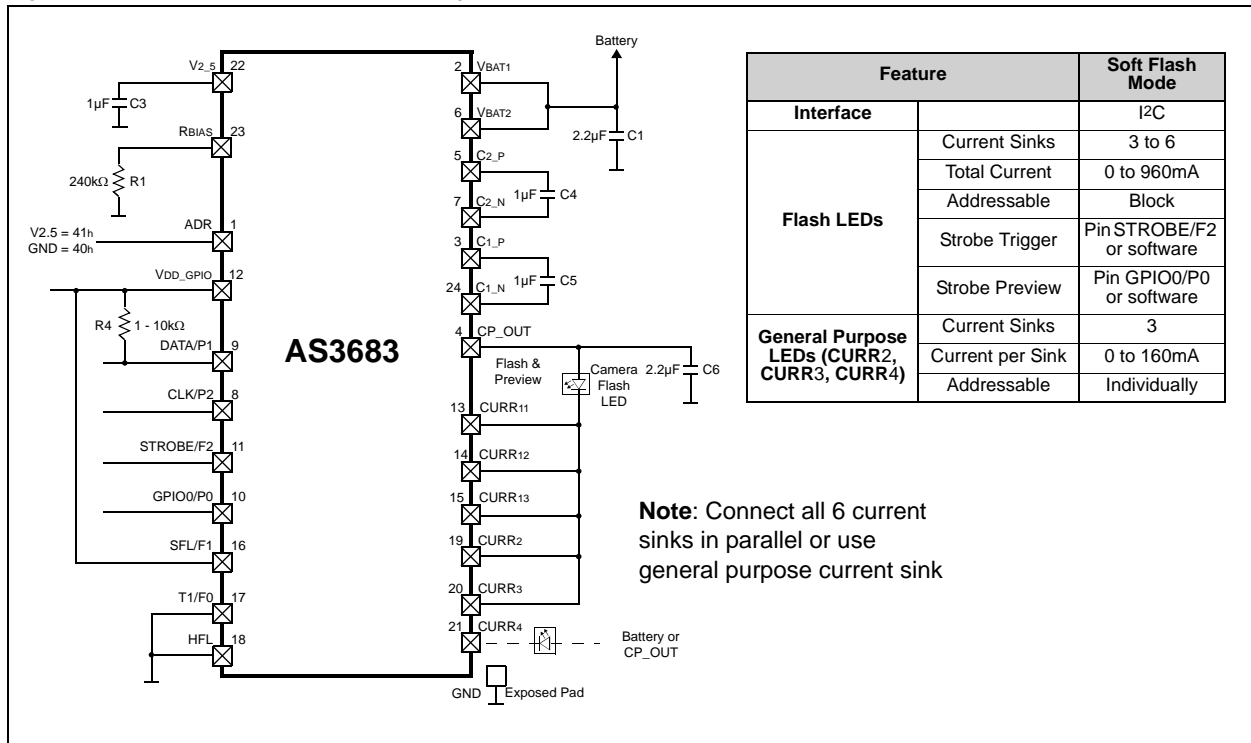 Battery
V2_5 22
1µF C3
RBIAS 23
240kΩ R1
ADR 1
V2.5 = 41h
GND = 40h
VDD_GPIO 12
R4 1 - 10kΩ
DATA/P1 9
CLK/P2 8
STROBE/F2 11
GPIO0/P0 10
SFL/F1 16
T1/F0 17
HFL 18
AS3683
2 VBAT1
6 VBAT2
2.2µF C1
5 C2_P
1µF C4
7 C2_N
3 C1_P
1µF C5
24 C1_N
4 CP_OUT
Flash &
Preview
Camera
Flash
LED
2.2µF C6
13 CURR11
14 CURR12
15 CURR13
19 CURR2
20 CURR3
21 CURR4
Battery or
CP_OUT
GND Exposed Pad
Feature Soft Flash
Mode
Interface I2C
Flash LEDs
Current Sinks 3 to 6
Total Current 0 to 960mA
Addressable Block
Strobe Trigger Pin STROBE/F2
or software
Strobe Preview Pin GPIO0/P0
or software
General Purpose
LEDs (CURR2,
CURR3, CURR4)
Current Sinks 3
Current per Sink 0 to 160mA
Addressable Individually
Note: Connect all 6 current
sinks in parallel or use
general purpose current sink